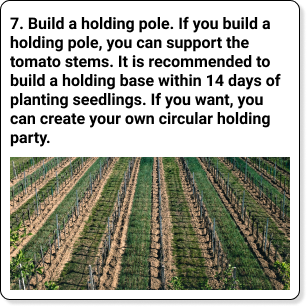 7. Build a holding pole. If you build a
holding pole, you can support the
tomato stems. It is recommended to
build a holding base within 14 days of
planting seedlings. If you want, you
can create your own circular holding
party.